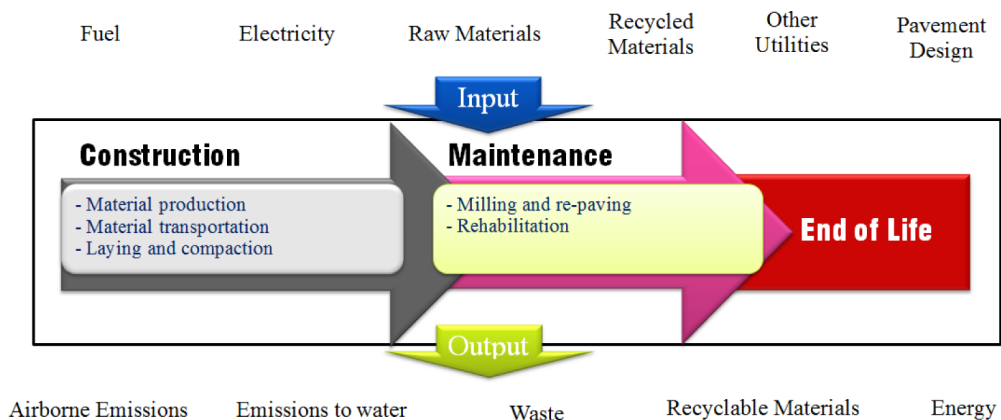 Fuel
Electricity
Raw Materials
Recycled
Materials
Other
Utilities
Pavement
Design
Input
Construction
- Material production
- Material transportation
- Laying and compaction
Maintenance
- Milling and re-paving
- Rehabilitation
End of Life
Output
Airborne Emissions
Emissions to water
Waste
Recyclable Materials
Energy